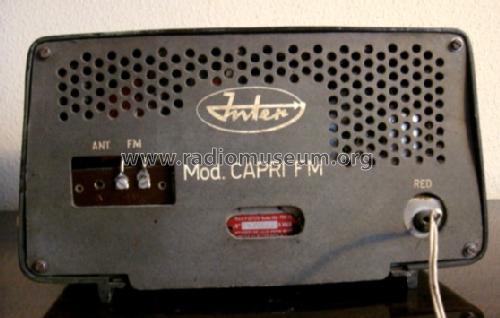 Inter
ANT. FM
www.radiomuseum.org
Mod. CAPRI FM
RED